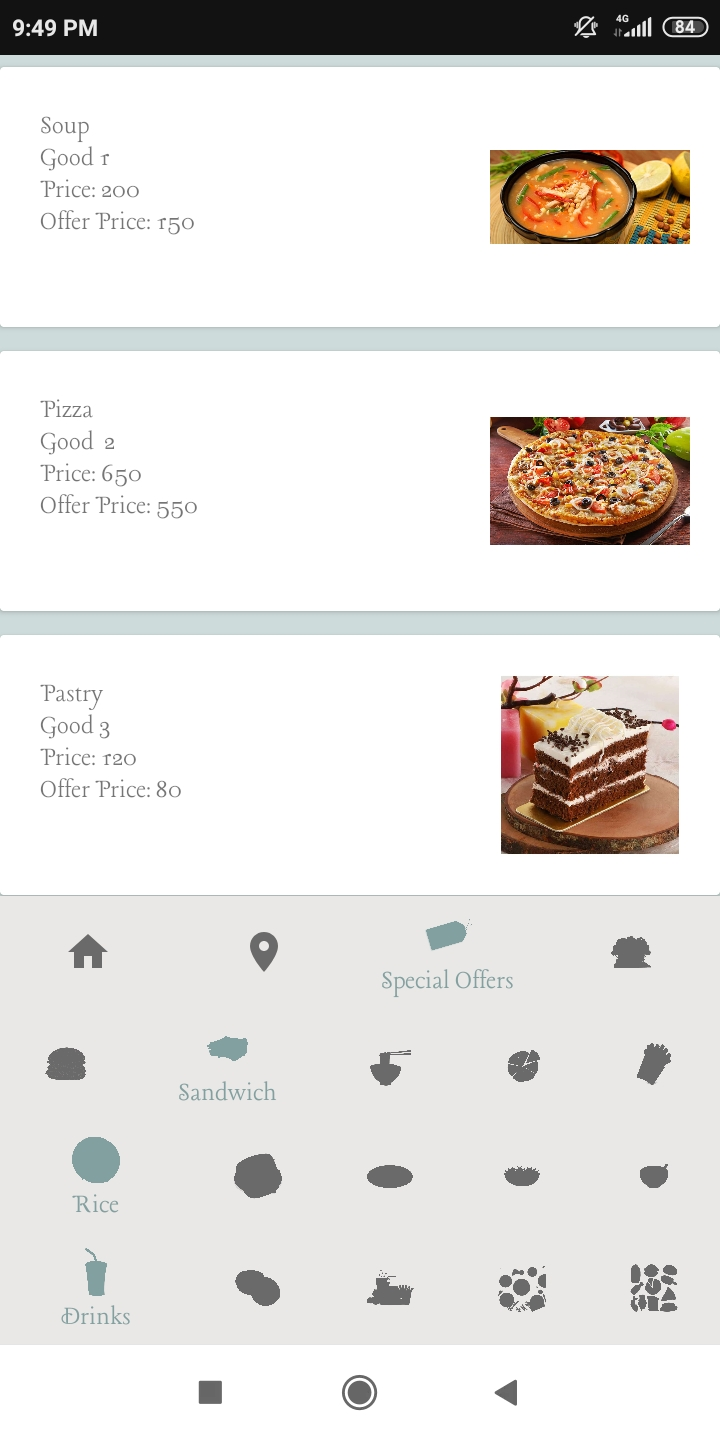 9:49 PM
4G
84
Soup
Good 1
Price: 200
Offer Price: 150
Pizza
Good 2
Price: 650
Offer Price: 550
Pastry
Good 3
Price: 120
Offer Price: 80
Special Offers
Sandwich
Rice
Drinks